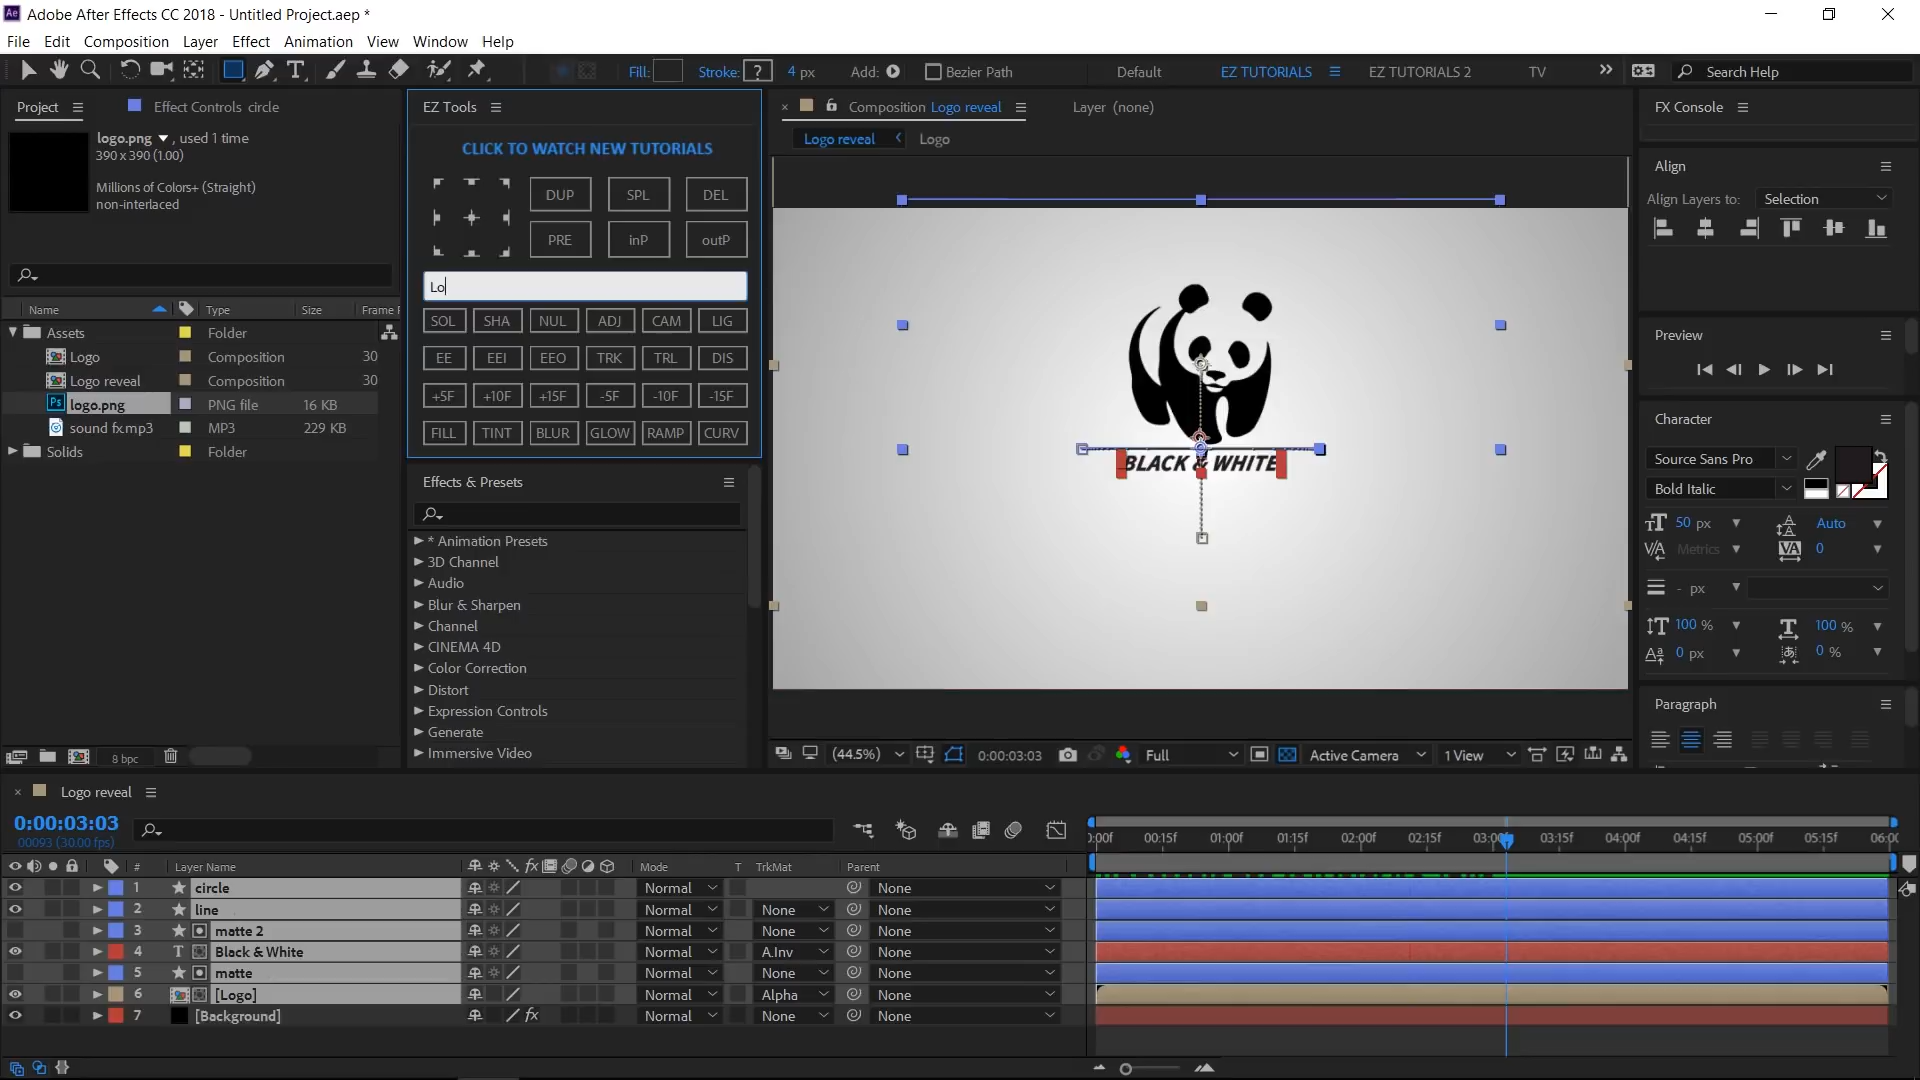 Adobe After Effects CC 2018 - Untitled Project.aep *
File Edit Composition Layer Effect Animation View Window Help
Fill: Stroke: ? 4 px Add: Bezier Path Default EZ TUTORIALS EZ TUTORIALS 2 TV Search Help
Project Effect Controls circle
logo.png , used 1 time
390 x 390 (1.00)
Millions of Colors+ (Straight)
non-interlaced
Name Type Size Frame F
Assets Folder
Logo Composition 30
Logo reveal Composition 30
logo.png PNG file 16 KB
sound fx.mp3 MP3 229 KB
Solids Folder
8 bpc
EZ Tools
CLICK TO WATCH NEW TUTORIALS
DUP SPL DEL
PRE inP outP
Lo
SOL SHA NUL ADJ CAM LIG
EE EEI EEO TRK TRL DIS
+5F +10F +15F -5F -10F -15F
FILL TINT BLUR GLOW RAMP CURV
Effects & Presets
* Animation Presets
3D Channel
Audio
Blur & Sharpen
Channel
CINEMA 4D
Color Correction
Distort
Expression Controls
Generate
Immersive Video
Composition Logo reveal Layer (none)
Logo reveal Logo
BLACK & WHITE
(44.5%) 0:00:03:03 Full Active Camera 1 View
FX Console
Align
Align Layers to: Selection
Preview
Character
Source Sans Pro
Bold Italic
50 px Auto
Metrics 0
- px
100 % 100 %
0 px 0 %
Paragraph
Logo reveal
0:00:03:03
00093 (30.00 fps)
# Layer Name Mode T TrkMat Parent
:00f 00:15f 01:00f 01:15f 02:00f 02:15f 03:00f 03:15f 04:00f 04:15f 05:00f 05:15f 06:00
1 circle Normal None
2 line Normal None None
3 matte 2 Normal None None
4 T Black & White Normal A.Inv None
5 matte Normal None None
6 [Logo] Normal Alpha None
7 [Background] Normal None None